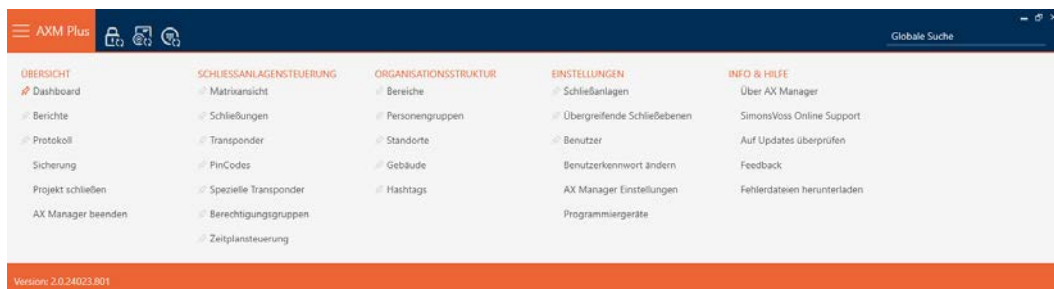 AXM Plus
Globale Suche
ÜBERSICHT
Dashboard
Berichte
Protokoll
Sicherung
Projekt schließen
AX Manager beenden
SCHLIESSANLAGENSTEUERUNG
Matrixansicht
Schließungen
Transponder
PinCodes
Spezielle Transponder
Berechtigungsgruppen
Zeitplansteuerung
ORGANISATIONSSTRUKTUR
Bereiche
Personengruppen
Standorte
Gebäude
Hashtags
EINSTELLUNGEN
Schließanlagen
Übergreifende Schließebenen
Benutzer
Benutzerkennwort ändern
AX Manager Einstellungen
Programmiergeräte
INFO & HILFE
Über AX Manager
SimonsVoss Online Support
Auf Updates überprüfen
Feedback
Fehlerdateien herunterladen
Version: 2.0.24023.801